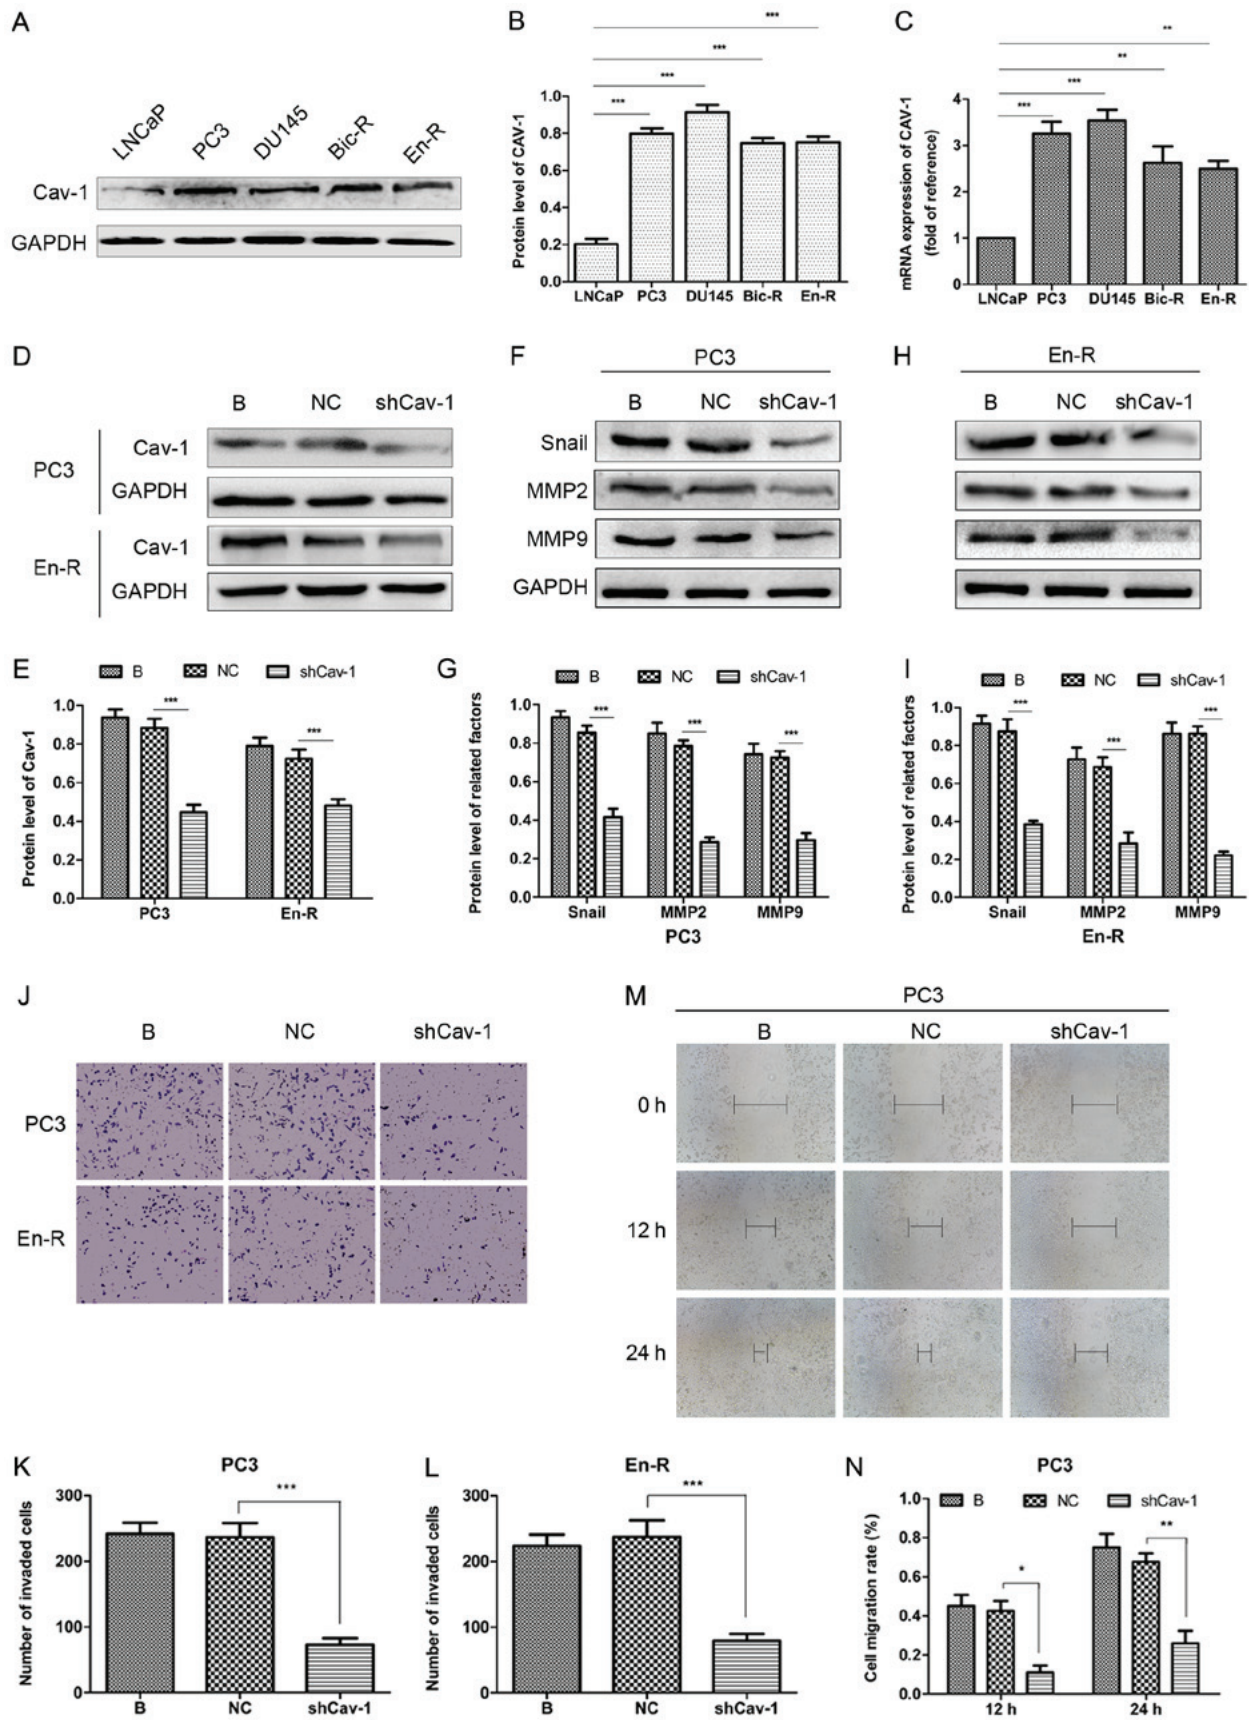 A
LNCaP PC3 DU145 Bic-R En-R
Cav-1
GAPDH
B
*** 
***
***
***
Protein level of CAV-1
1.0
0.8
0.6
0.4
0.2
0.0
LNCaP PC3 DU145 Bic-R En-R
C
**
**
***
***
mRNA expression of CAV-1
(fold of reference)
4
3
2
1
0
LNCaP PC3 DU145 Bic-R En-R
D
B NC shCav-1
PC3
Cav-1
GAPDH
En-R
Cav-1
GAPDH
F
PC3
B NC shCav-1
Snail
MMP2
MMP9
GAPDH
H
En-R
B NC shCav-1
E
B NC shCav-1
Protein level of Cav-1
1.0
0.8
0.6
0.4
0.2
0.0
*** ***
PC3 En-R
G
B NC shCav-1
Protein level of related factors
1.0
0.8
0.6
0.4
0.2
0.0
*** *** ***
Snail MMP2 MMP9
PC3
I
B NC shCav-1
Protein level of related factors
1.0
0.8
0.6
0.4
0.2
0.0
*** *** ***
Snail MMP2 MMP9
En-R
J
B NC shCav-1
PC3
En-R
M
PC3
B NC shCav-1
0 h
12 h
24 h
K
PC3
Number of invaded cells
300
200
100
0
***
B NC shCav-1
L
En-R
Number of invaded cells
300
200
100
0
***
B NC shCav-1
N
PC3
B NC shCav-1
Cell migration rate (%)
1.0
0.8
0.6
0.4
0.2
0.0
* **
12 h 24 h